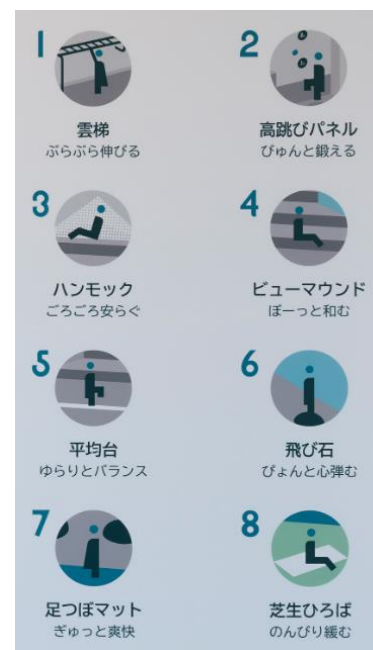 1
雲梯
ぶらぶら伸びる
2
高跳びパネル
びゅんと鍛える
3
ハンモック
ごろごろ安らぐ
4
ビューマウンド
ぼーっと和む
5
平均台
ゆらりとバランス
6
飛び石
ぴょんと心弾む
7
足つぼマット
ぎゅっと爽快
8
芝生ひろば
のんびり緩む